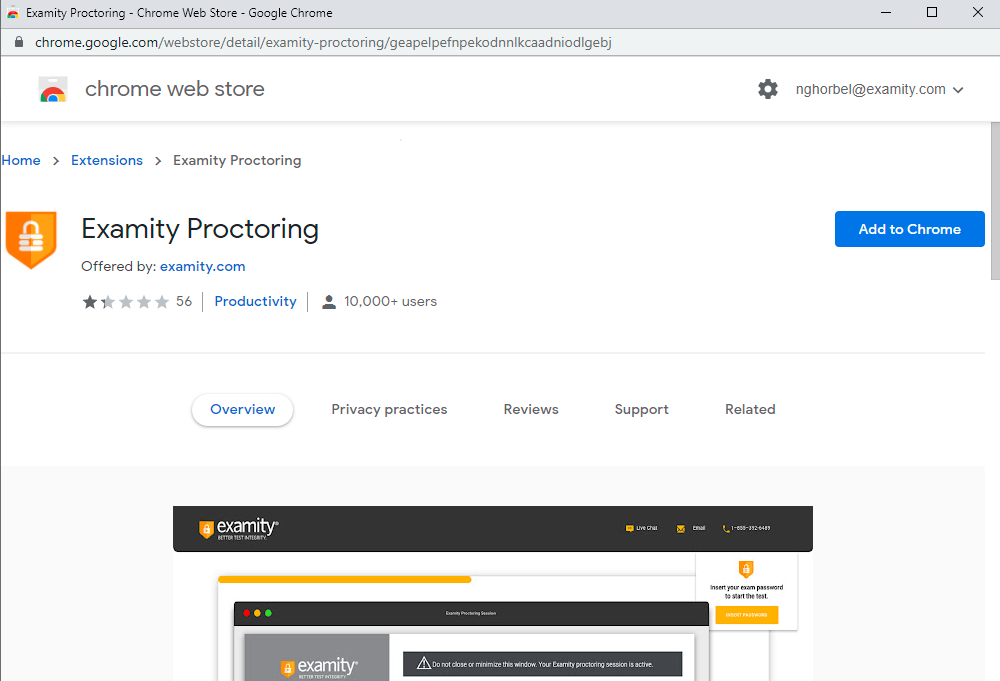 Examity Proctoring - Chrome Web Store - Google Chrome
chrome.google.com/webstore/detail/examity-proctoring/geapelpefnpekodnnlkcaadniodlgebj
chrome web store
nghorbel@examity.com
Home > Extensions > Examity Proctoring
Examity Proctoring
Add to Chrome
Offered by: examity.com
56 Productivity 10,000+ users
Overview Privacy practices Reviews Support Related
examity®
BETTER TEST INTEGRITY.
Live Chat Email 1-855-392-6489
Insert your exam password
to start the test.
INSERT PASSWORD
Examity Proctoring Session
examity®
BETTER TEST INTEGRITY.
Do not close or minimize this window. Your Examity proctoring session is active.